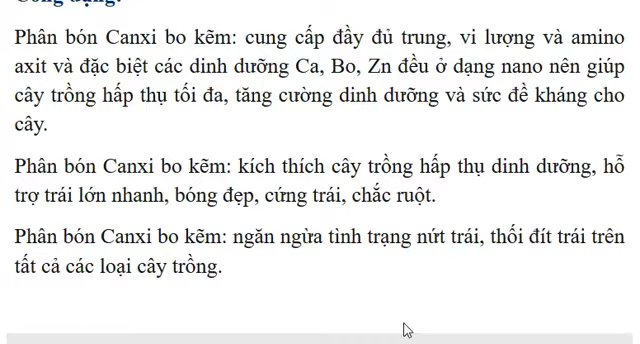 Công dụng:
Phân bón Canxi bo kẽm: cung cấp đầy đủ trung, vi lượng và amino
axit và đặc biệt các dinh dưỡng Ca, Bo, Zn đều ở dạng nano nên giúp
cây trồng hấp thụ tối đa, tăng cường dinh dưỡng và sức đề kháng cho
cây.
Phân bón Canxi bo kẽm: kích thích cây trồng hấp thụ dinh dưỡng, hỗ
trợ trái lớn nhanh, bóng đẹp, cứng trái, chắc ruột.
Phân bón Canxi bo kẽm: ngăn ngừa tình trạng nứt trái, thối đít trái trên
tất cả các loại cây trồng.